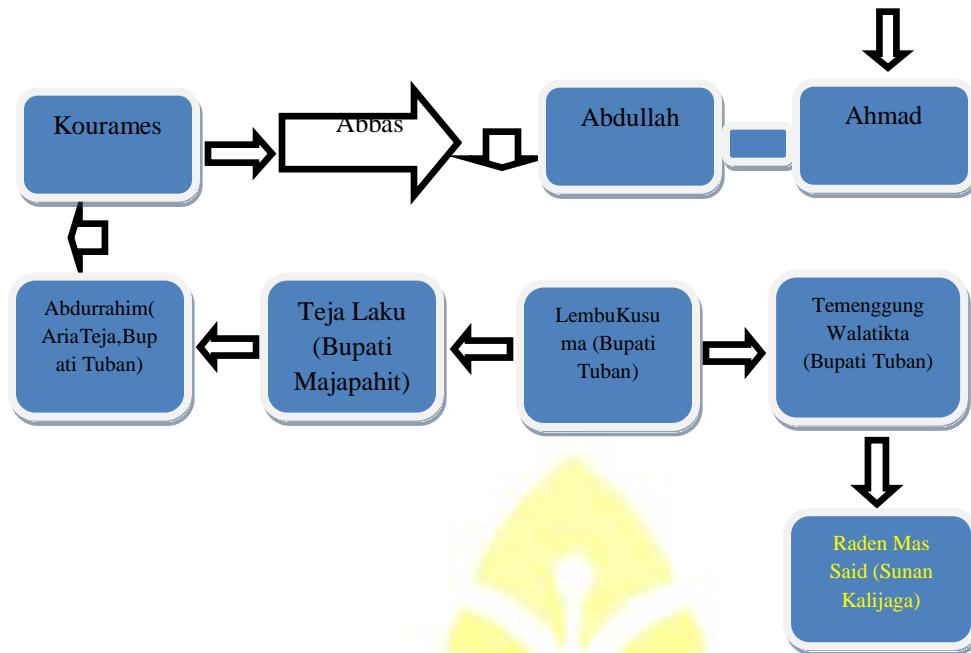 Kourames
Abbas
Abdullah
Ahmad
Abdurrahim(
AriaTeja,Bup
ati Tuban)
Teja Laku
(Bupati
Majapahit)
LembuKusu
ma (Bupati
Tuban)
Temenggung
Walatikta
(Bupati Tuban)
Raden Mas
Said (Sunan
Kalijaga)